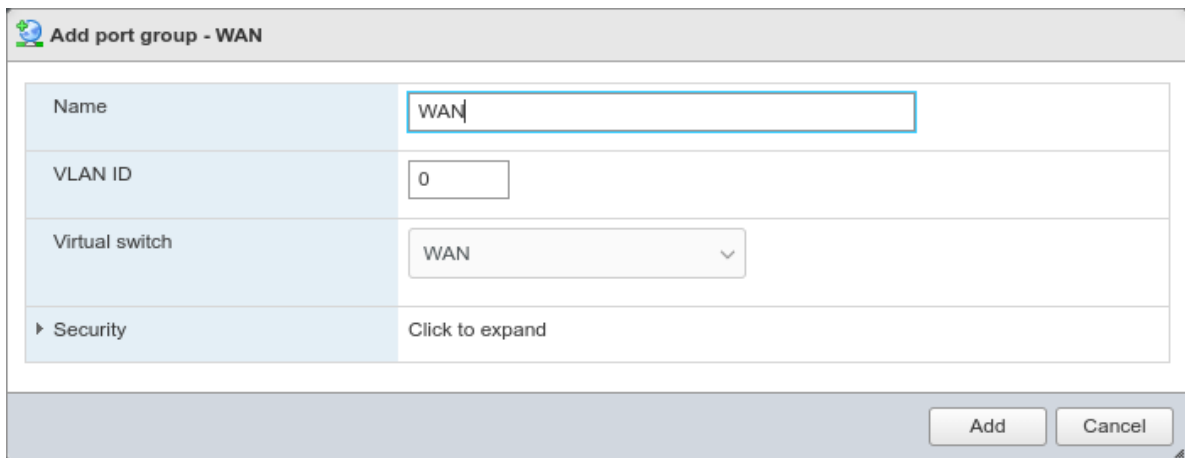 Add port group - WAN
Name
WAN
VLAN ID
0
Virtual switch
WAN
Security
Click to expand
Add
Cancel